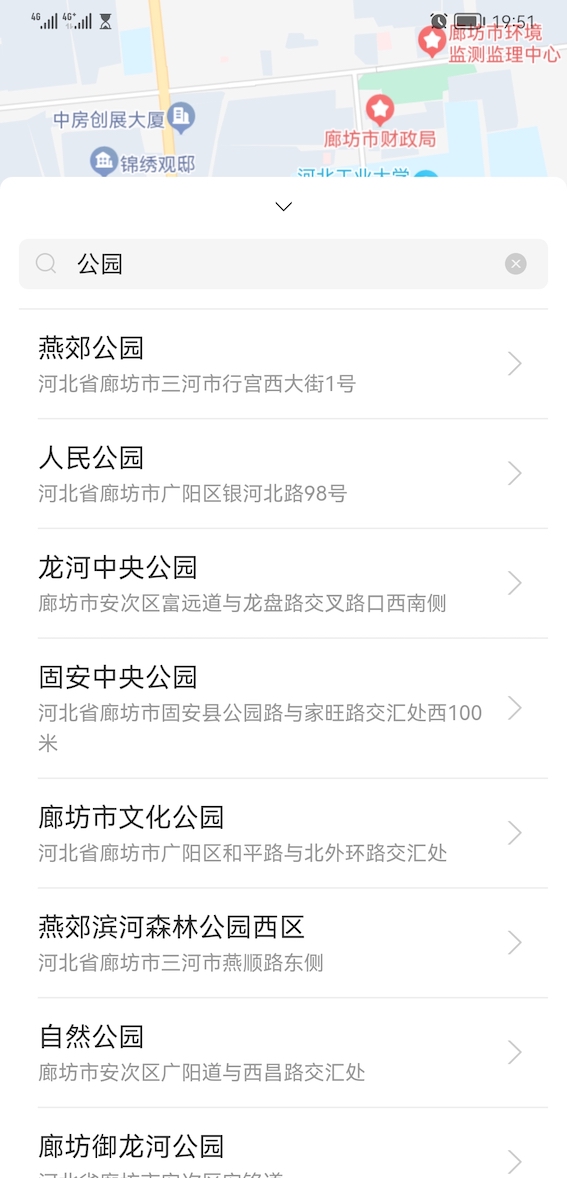 4G 4G+ 19:51
廊坊市环境
监测监理中心
中房创展大厦
廊坊市财政局
锦绣观邸
河北工业大学
公园
燕郊公园
河北省廊坊市三河市行宫西大街1号
人民公园
河北省廊坊市广阳区银河北路98号
龙河中央公园
廊坊市安次区富远道与龙盘路交叉路口西南侧
固安中央公园
河北省廊坊市固安县公园路与家旺路交汇处西100
米
廊坊市文化公园
河北省廊坊市广阳区和平路与北外环路交汇处
燕郊滨河森林公园西区
河北省廊坊市三河市燕顺路东侧
自然公园
廊坊市安次区广阳道与西昌路交汇处
廊坊御龙河公园